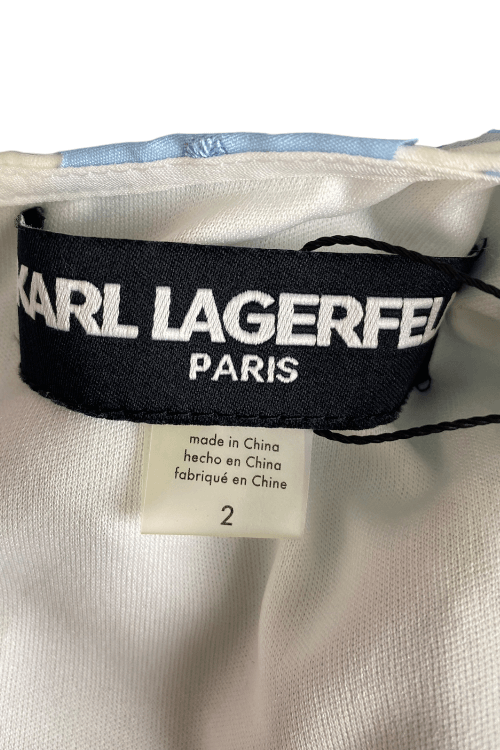 KARL LAGERFEL
PARIS
made in China
hecho en China
fabriqué en Chine
2